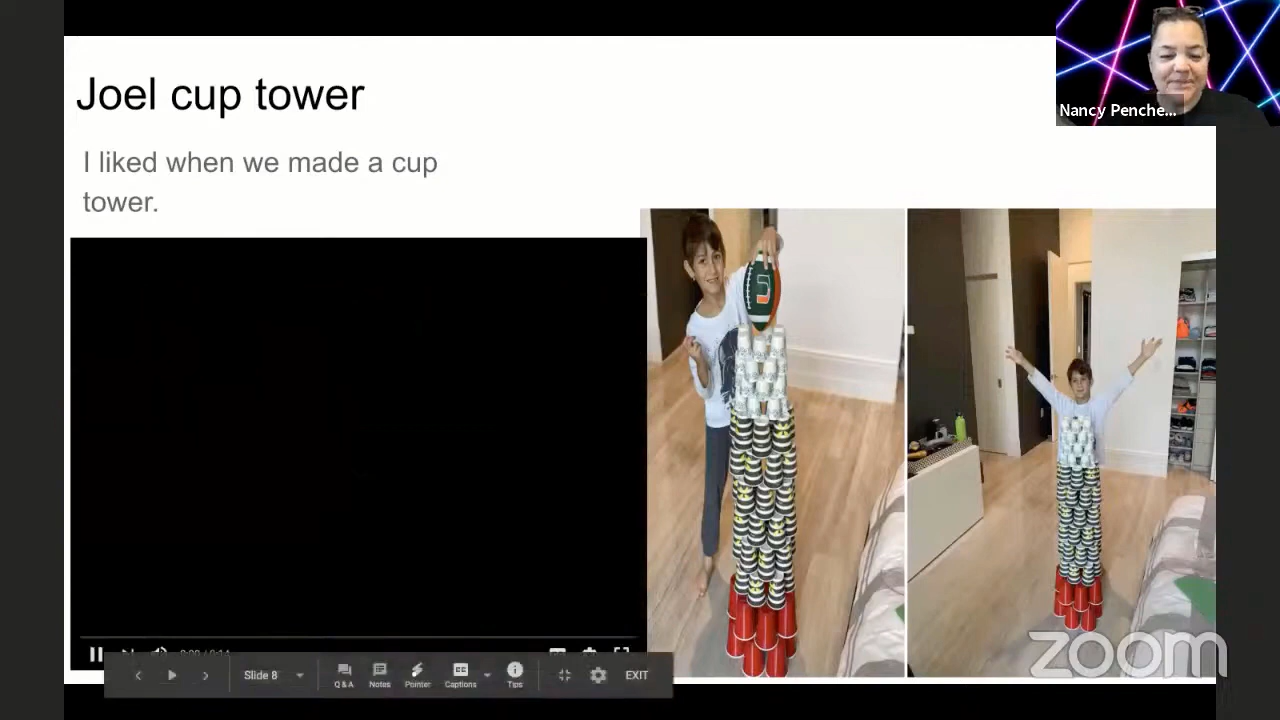 Joel cup tower
Nancy Penche...
I liked when we made a cup
tower.
Slide 8
Q & A
Notes
Pointer
Captions
Tips
EXIT
zoom